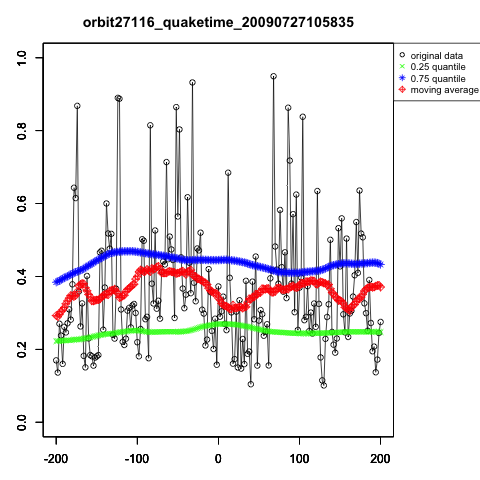 orbit27116_quaketime_20090727105835
original data
0.25 quantile
0.75 quantile
moving average
1.0
0.8
0.6
0.4
0.2
0.0
-200
-100
0
100
200